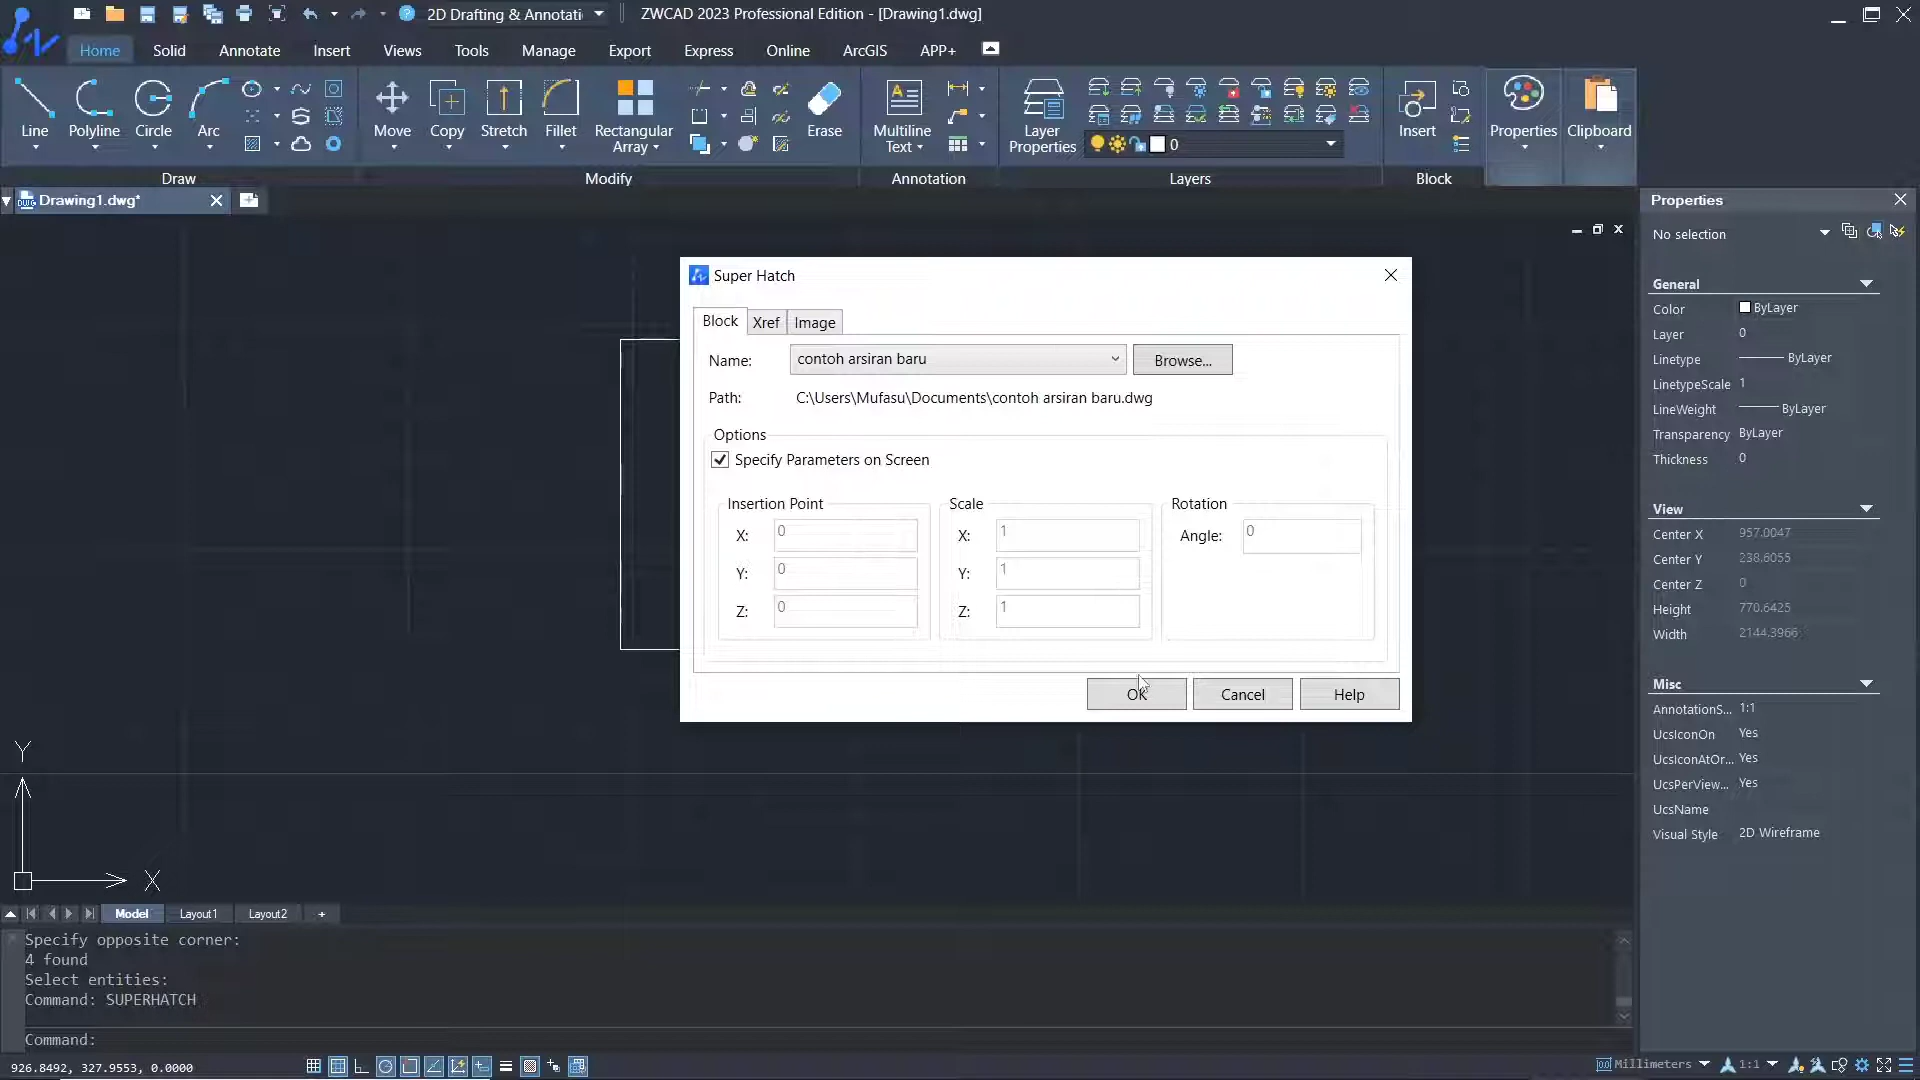 2D Drafting & Annotati
ZWCAD 2023 Professional Edition - [Drawing1.dwg]
Home Solid Annotate Insert Views Tools Manage Export Express Online ArcGIS APP+
Line Polyline Circle Arc
Move Copy Stretch Fillet Rectangular Array Erase
Multiline Text
Layer Properties
0
Insert Properties Clipboard
Draw Modify Annotation Layers Block
Drawing1.dwg*
Super Hatch
Block Xref Image
Name: contoh arsiran baru Browse...
Path: C:\Users\Mufasu\Documents\contoh arsiran baru.dwg
Options
Specify Parameters on Screen
Insertion Point Scale Rotation
X: 0 X: 1 Angle: 0
Y: 0 Y: 1
Z: 0 Z: 1
OK Cancel Help
Properties
No selection
General
Color ByLayer
Layer 0
Linetype ByLayer
LinetypeScale 1
LineWeight ByLayer
Transparency ByLayer
Thickness 0
View
Center X 957.0047
Center Y 238.6055
Center Z 0
Height 770.6425
Width 2144.3966
Misc
AnnotationS... 1:1
UcsIconOn Yes
UcsIconAtOr... Yes
UcsPerView... Yes
UcsName
Visual Style 2D Wireframe
Y
X
Model Layout1 Layout2 +
Specify opposite corner:
4 found
Select entities:
Command: SUPERHATCH
Command:
926.8492, 327.9553, 0.0000
Millimeters 1:1